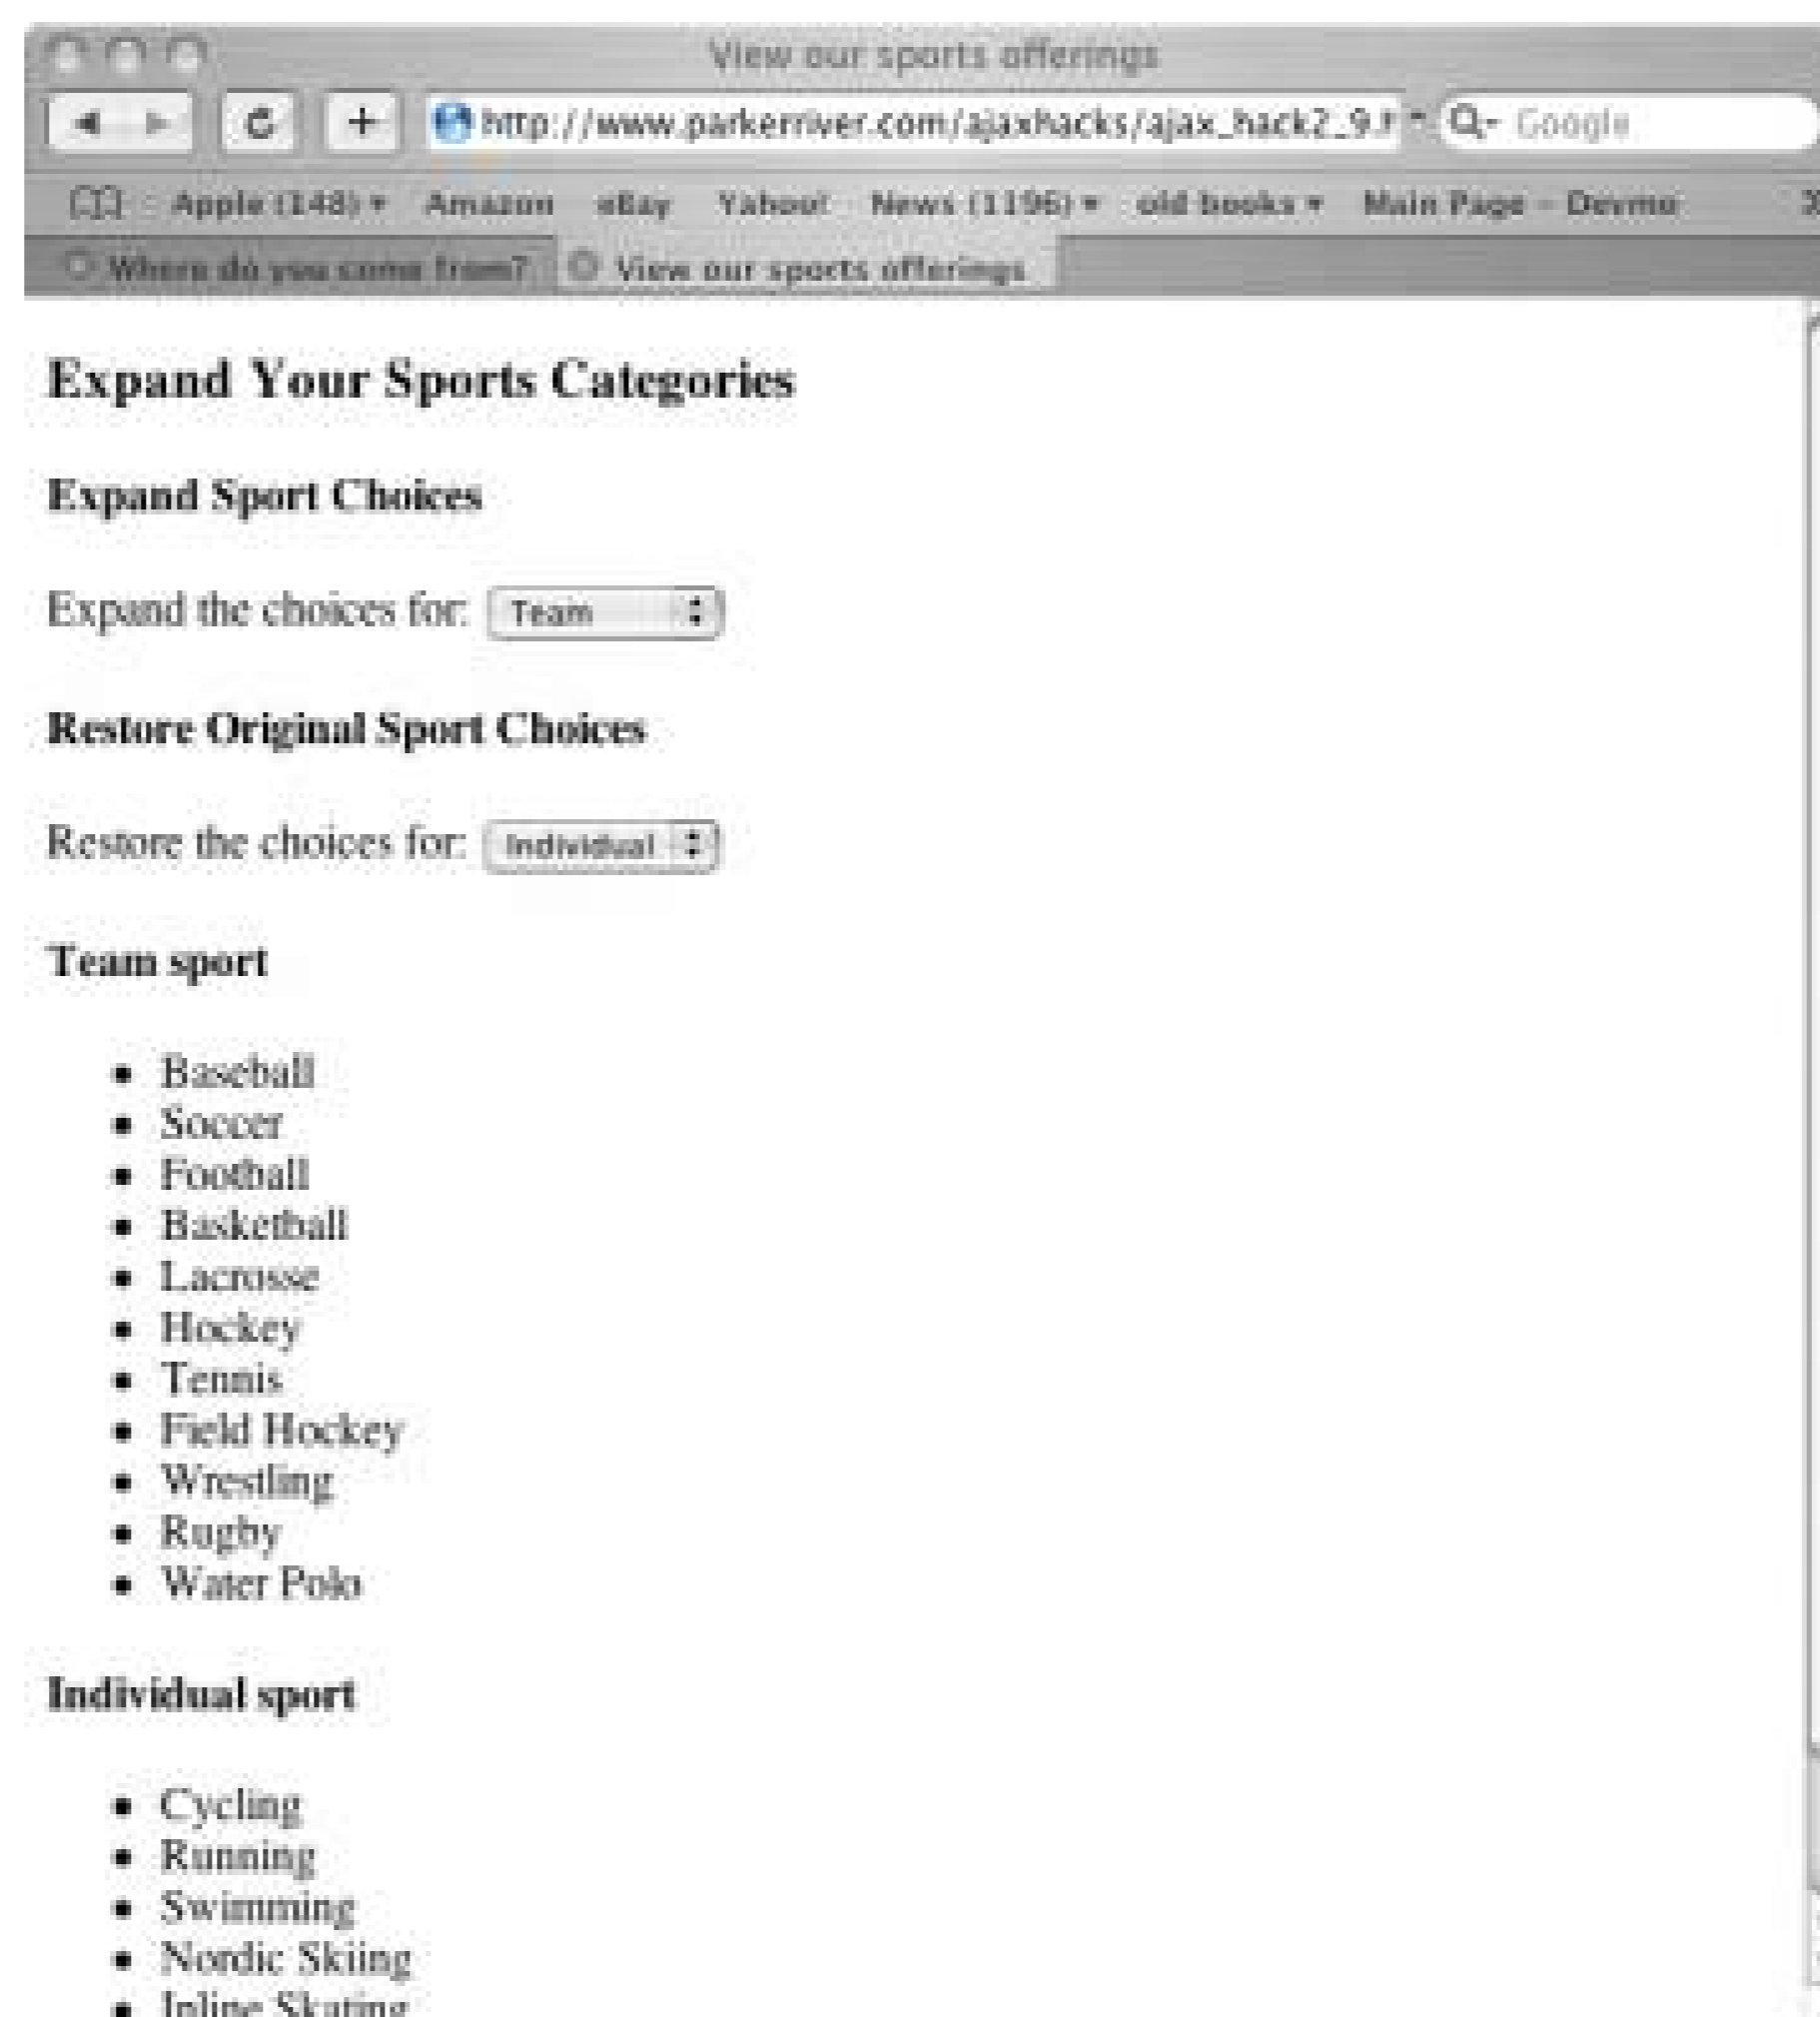 View our sports offerings
http://www.parkerriver.com/ajaxhacks/ajax_hack2_9.h Google
Apple (148) Amazon eBay Yahoo! News (1196) old books Main Page - Devmo
Where do you come from? View our sports offerings
Expand Your Sports Categories
Expand Sport Choices
Expand the choices for: Team
Restore Original Sport Choices
Restore the choices for: Individual
Team sport
• Baseball
• Soccer
• Football
• Basketball
• Lacrosse
• Hockey
• Tennis
• Field Hockey
• Wrestling
• Rugby
• Water Polo
Individual sport
• Cycling
• Running
• Swimming
• Nordic Skiing
• Inline Skating